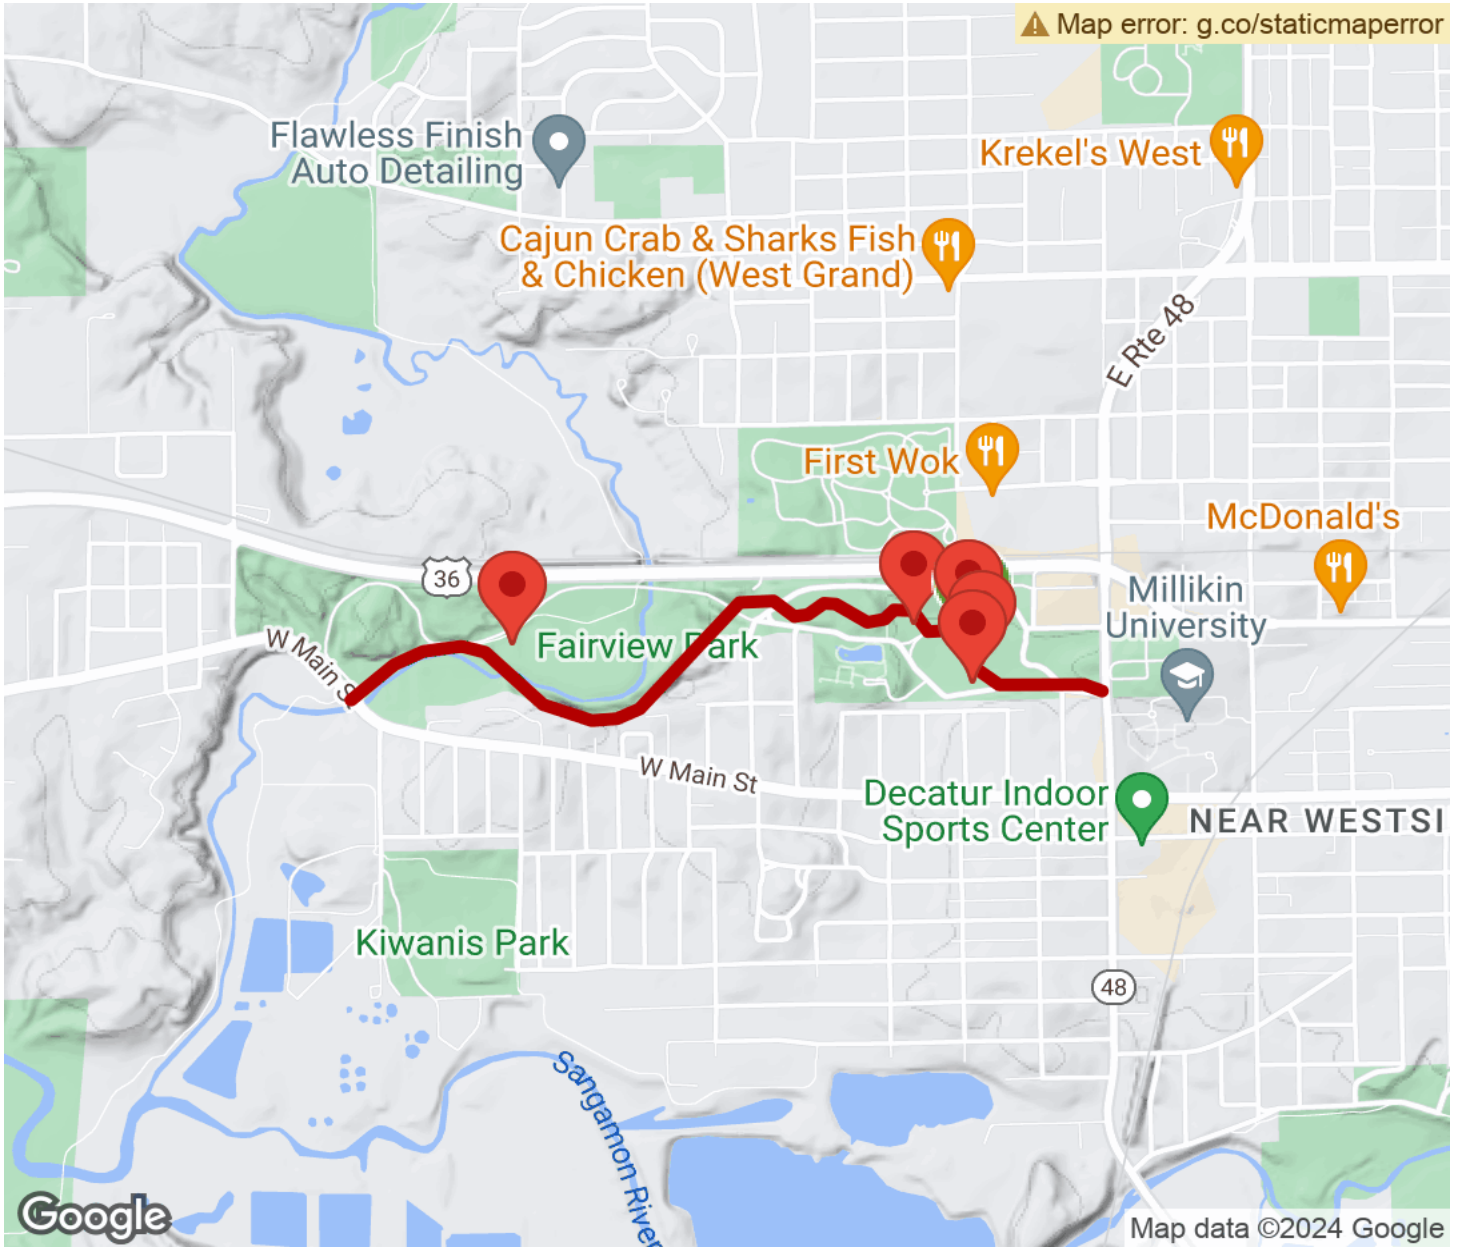 Map error: g.co/staticmaperror
Flawless Finish
Auto Detailing
Krekel's West
Cajun Crab & Sharks Fish
& Chicken (West Grand)
E Rte 48
First Wok
McDonald's
36
Millikin
University
Fairview Park
W Main St
W Main St
Decatur Indoor
Sports Center
NEAR WESTSI
Kiwanis Park
48
Sangamon River
Google
Map data ©2024 Google